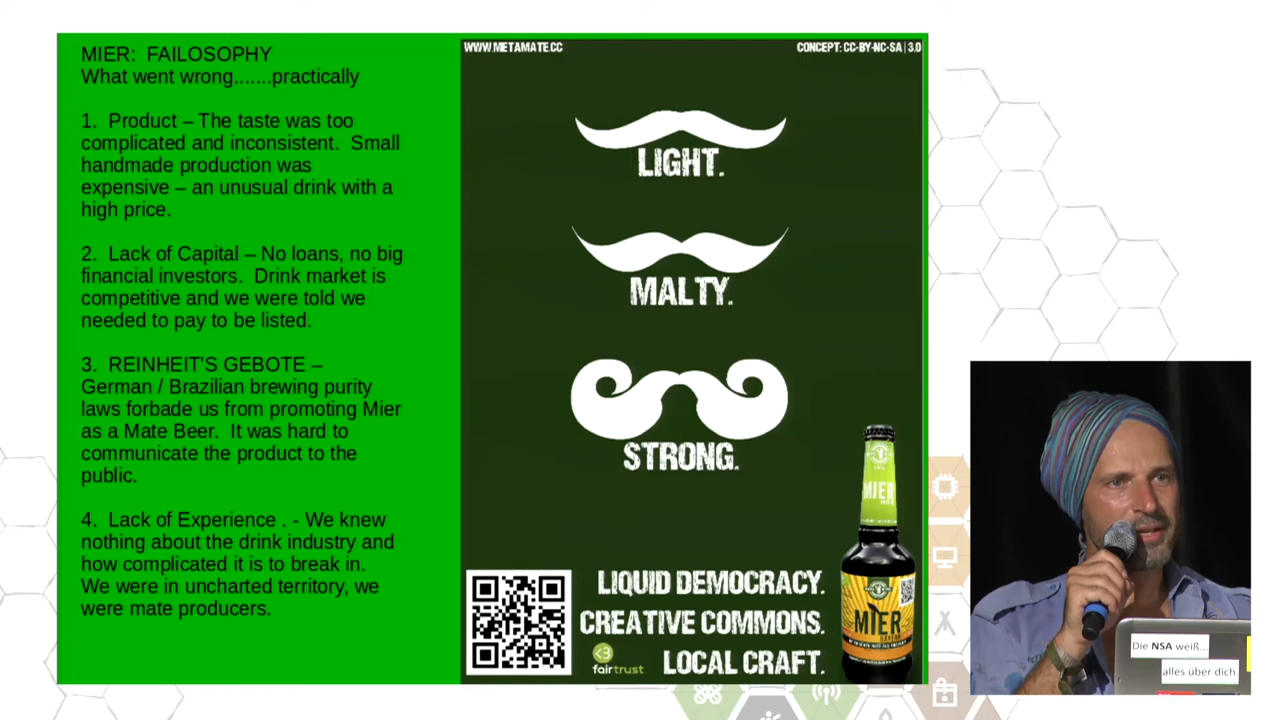 MIER: FAILOSOPHY
What went wrong.......practically
1. Product – The taste was too
complicated and inconsistent. Small
handmade production was
expensive – an unusual drink with a
high price.
2. Lack of Capital – No loans, no big
financial investors. Drink market is
competitive and we were told we
needed to pay to be listed.
3. REINHEIT'S GEBOTE –
German / Brazilian brewing purity
laws forbade us from promoting Mier
as a Mate Beer. It was hard to
communicate the product to the
public.
4. Lack of Experience . - We knew
nothing about the drink industry and
how complicated it is to break in.
We were in uncharted territory, we
were mate producers.
WWW.METAMATE.CC
CONCEPT: CC-BY-NC-SA | 3.0
LIGHT.
MALTY.
STRONG.
LIQUID DEMOCRACY.
CREATIVE COMMONS.
LOCAL CRAFT.
fairtrust
MIER
MIER
Die NSA weiß...
alles über dich.